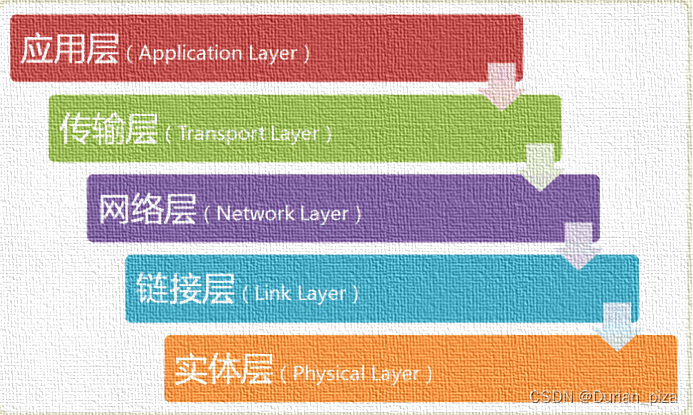 应用层（Application Layer）
传输层（Transport Layer）
网络层（Network Layer）
链接层（Link Layer）
实体层（Physical Layer）
CSDN @Durian_piza